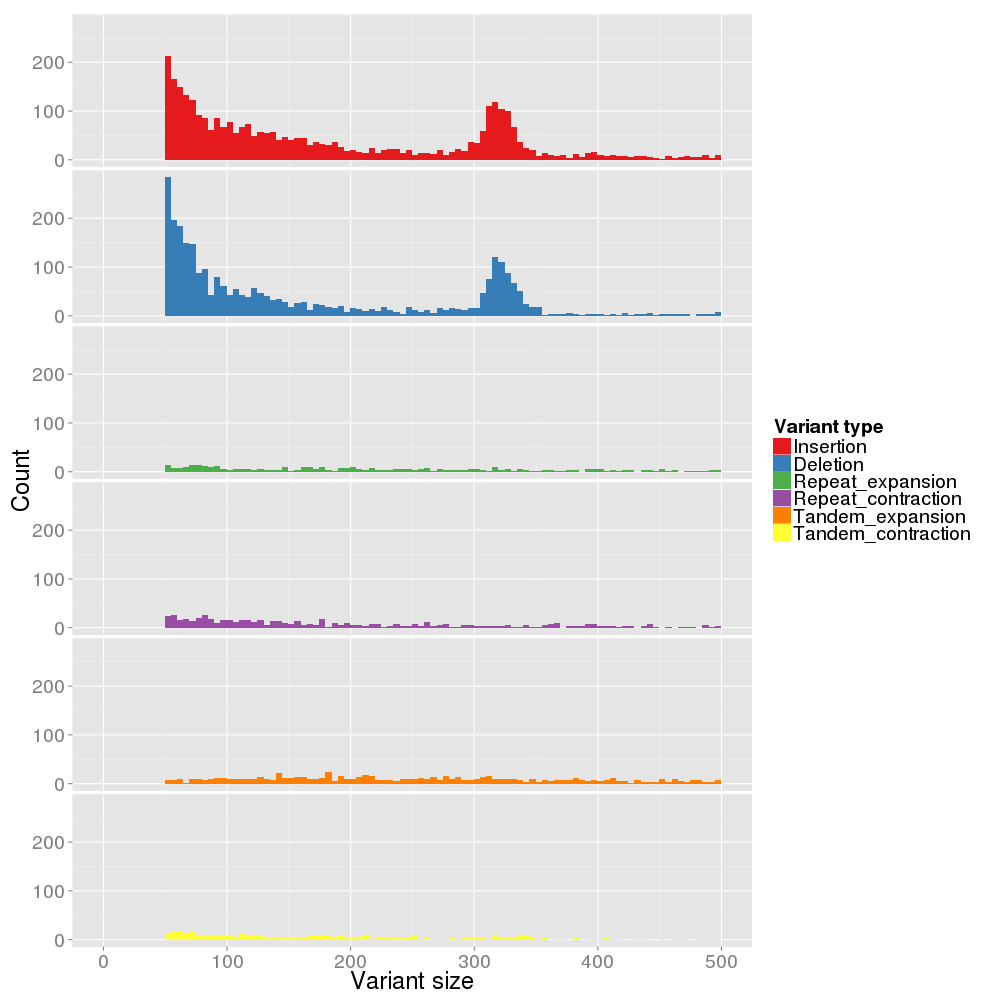 200
100
0
200
100
0
200
100
0
200
100
0
200
100
0
200
100
0
Count
0 100 200 300 400 500
Variant size
Variant type
Insertion
Deletion
Repeat_expansion
Repeat_contraction
Tandem_expansion
Tandem_contraction